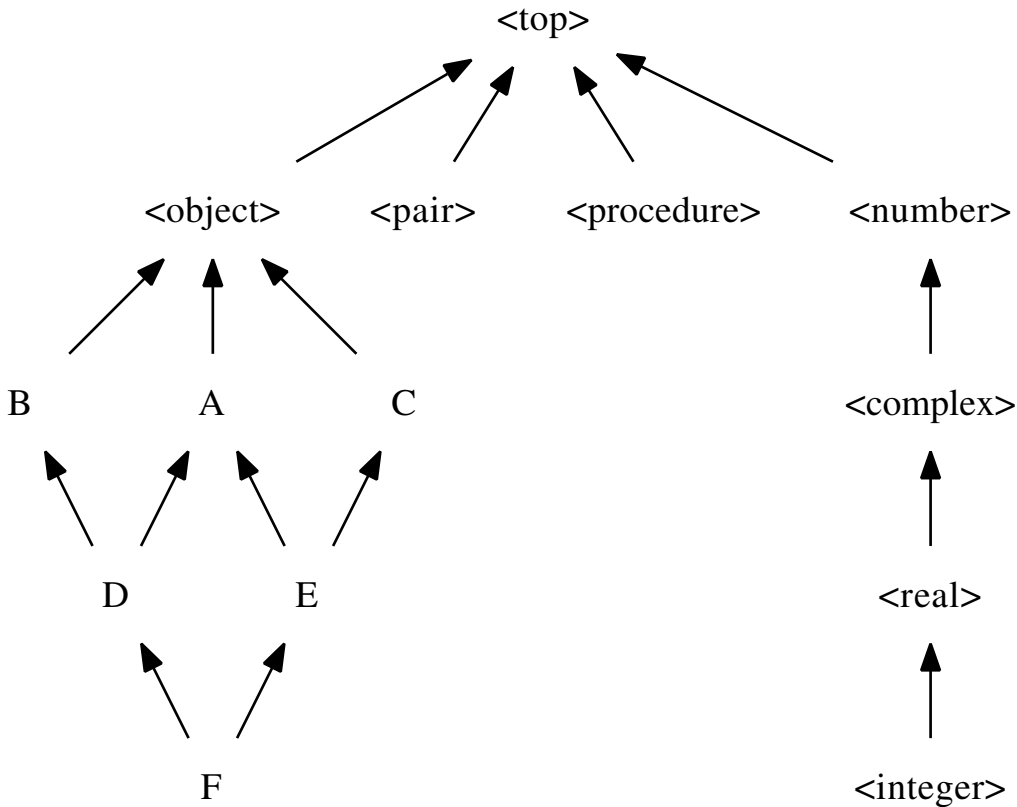 <top>
<object> <pair> <procedure> <number>
B A C <complex>
D E <real>
F <integer>